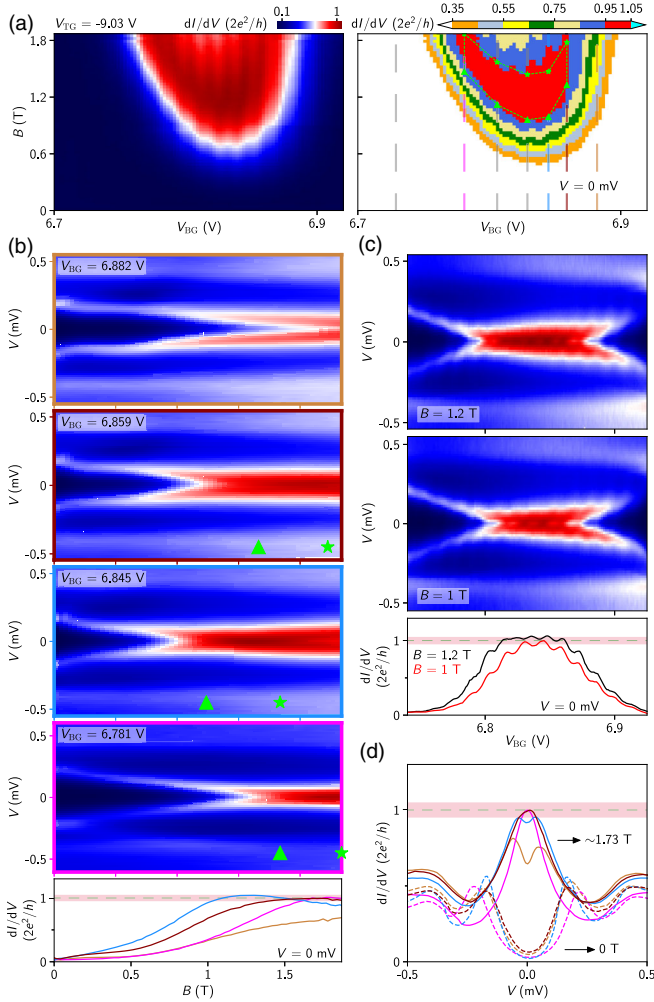 (a)
V_TG = -9.03 V
dI/dV (2e²/h)
0.1 1
dI/dV (2e²/h)
0.35 0.55 0.75 0.95 1.05
1.8
1.2
0.6
0
B (T)
6.7 6.9
V_BG (V)
V = 0 mV
6.7 6.9
V_BG (V)
(b)
V_BG = 6.882 V
0.5
0
-0.5
V (mV)
V_BG = 6.859 V
0.5
0
-0.5
V (mV)
V_BG = 6.845 V
0.5
0
-0.5
V (mV)
V_BG = 6.781 V
0.5
0
-0.5
V (mV)
1
0
dI/dV
(2e²/h)
V = 0 mV
0 0.5 1 1.5
B (T)
(c)
0.5
0
-0.5
V (mV)
B = 1.2 T
0.5
0
-0.5
V (mV)
B = 1 T
1
0
dI/dV
(2e²/h)
B = 1.2 T
B = 1 T
V = 0 mV
6.8 6.9
V_BG (V)
(d)
1
0.5
0
dI/dV (2e²/h)
~1.73 T
0 T
-0.5 0.0 0.5
V (mV)